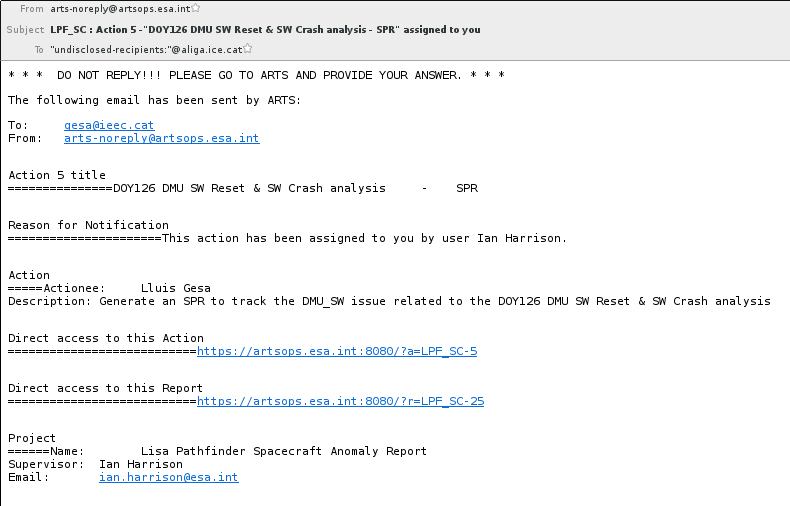 From arts-noreply@artsops.esa.int
Subject LPF_SC : Action 5 -"DOY126 DMU SW Reset & SW Crash analysis - SPR" assigned to you
To "undisclosed-recipients:"@aliga.ice.cat
* * *  DO NOT REPLY!!! PLEASE GO TO ARTS AND PROVIDE YOUR ANSWER. * * *
The following email has been sent by ARTS:
To: gesa@ieec.cat
From: arts-noreply@artsops.esa.int
Action 5 title
===============DOY126 DMU SW Reset & SW Crash analysis - SPR
Reason for Notification
======================This action has been assigned to you by user Ian Harrison.
Action
=====Actionee: Lluis Gesa
Description: Generate an SPR to track the DMU_SW issue related to the DOY126 DMU SW Reset & SW Crash analysis
Direct access to this Action
===========================https://artsops.esa.int:8080/?a=LPF_SC-5
Direct access to this Report
===========================https://artsops.esa.int:8080/?r=LPF_SC-25
Project
======Name: Lisa Pathfinder Spacecraft Anomaly Report
Supervisor: Ian Harrison
Email: ian.harrison@esa.int